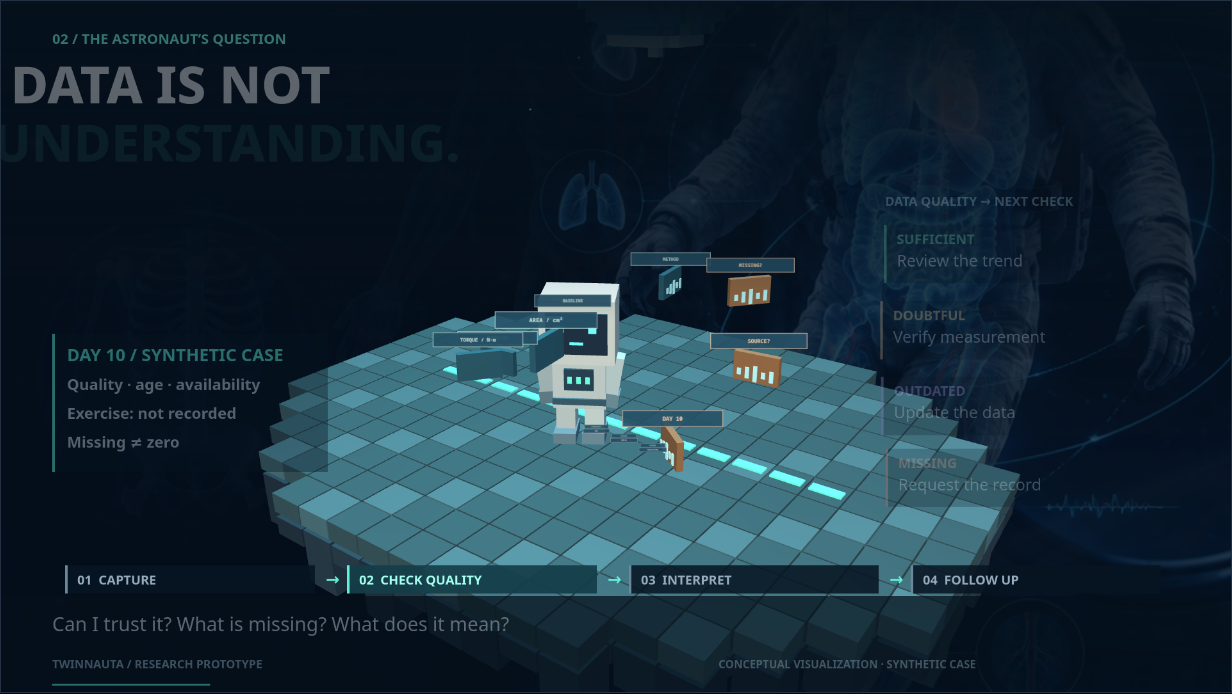 02 / THE ASTRONAUT'S QUESTION
DATA IS NOT
UNDERSTANDING.
DATA QUALITY → NEXT CHECK
SUFFICIENT
Review the trend
DOUBTFUL
Verify measurement
OUTDATED
Update the data
MISSING
Request the record
METHOD
MISSING?
BASELINE
AREA / cm²
TORQUE / N·m
SOURCE?
DAY 10
DAY 10 / SYNTHETIC CASE
Quality · age · availability
Exercise: not recorded
Missing ≠ zero
01 CAPTURE → 02 CHECK QUALITY → 03 INTERPRET → 04 FOLLOW UP
Can I trust it? What is missing? What does it mean?
TWINNAUTA / RESEARCH PROTOTYPE
CONCEPTUAL VISUALIZATION · SYNTHETIC CASE